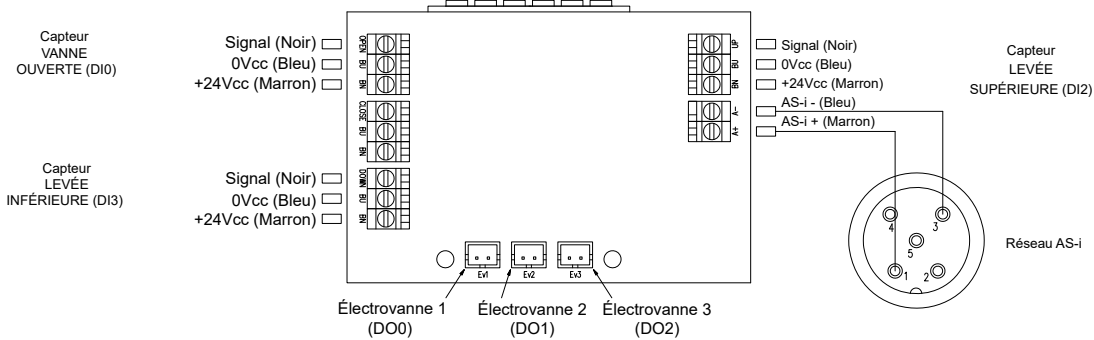 Capteur
VANNE
OUVERTE (DI0)
Signal (Noir)
0Vcc (Bleu)
+24Vcc (Marron)
OPEN
BU
BN
CLOSE
BU
BN
Capteur
LEVÉE
INFÉRIEURE (DI3)
Signal (Noir)
0Vcc (Bleu)
+24Vcc (Marron)
DOWN
BU
BN
UP
BU
BN
A-
A+
Signal (Noir)
0Vcc (Bleu)
+24Vcc (Marron)
AS-i - (Bleu)
AS-i + (Marron)
Capteur
LEVÉE
SUPÉRIEURE (DI2)
4
3
5
1
2
Réseau AS-i
Ev1
Ev2
Ev3
Électrovanne 1
(DO0)
Électrovanne 2
(DO1)
Électrovanne 3
(DO2)